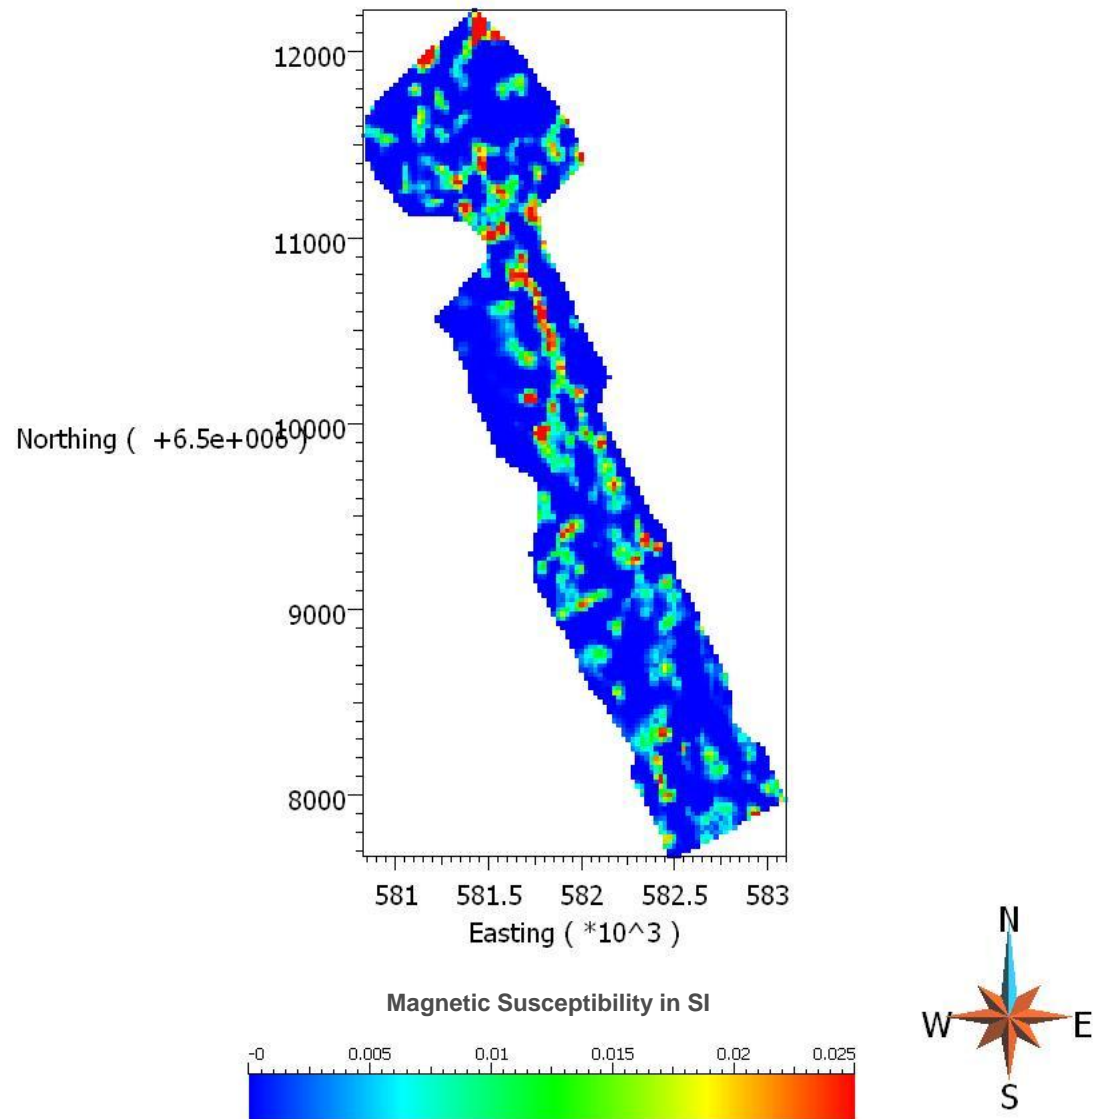 12000
11000
10000
Northing ( +6.5e+006 )
9000
8000
581 581.5 582 582.5 583
Easting ( *10^3 )
N
Magnetic Susceptibility in SI
W E
-0 0.005 0.01 0.015 0.02 0.025
S